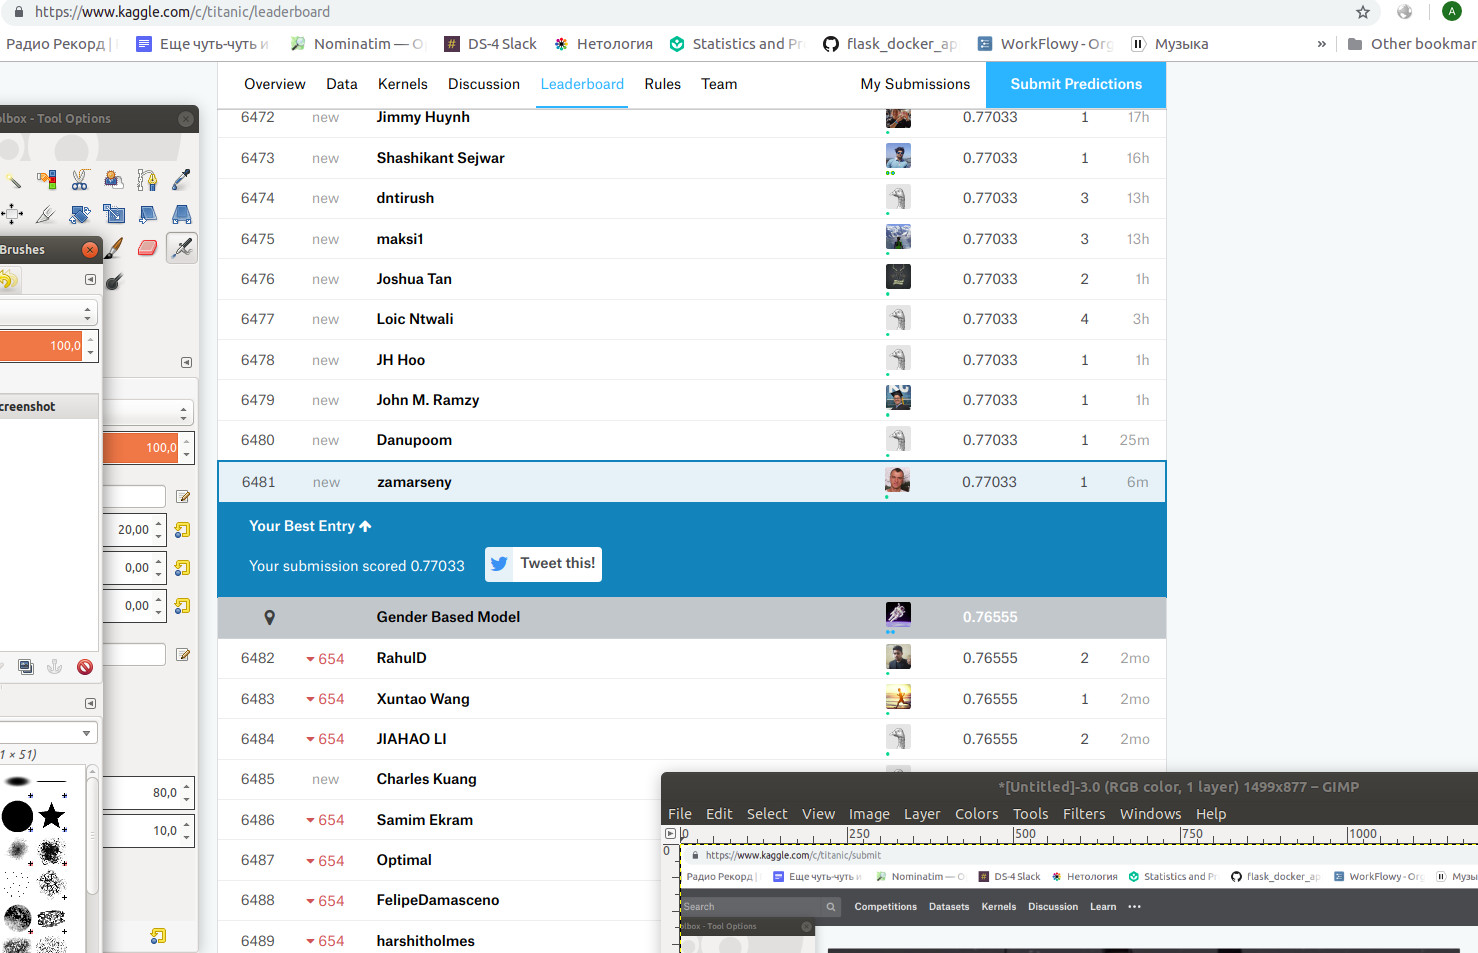 https://www.kaggle.com/c/titanic/leaderboard
A
Радио Рекорд | Еще чуть-чуть и Nominatim — O DS-4 Slack Нетология Statistics and Pr flask_docker_ap WorkFlowy - Org Музыка » Other bookmar
Overview Data Kernels Discussion Leaderboard Rules Team My Submissions Submit Predictions
lbox - Tool Options
6472 new Jimmy Huynh 0.77033 1 17h
6473 new Shashikant Sejwar 0.77033 1 16h
6474 new dntirush 0.77033 3 13h
6475 new maksi1 0.77033 3 13h
Brushes
6476 new Joshua Tan 0.77033 2 1h
6477 new Loic Ntwali 0.77033 4 3h
100,0
6478 new JH Hoo 0.77033 1 1h
6479 new John M. Ramzy 0.77033 1 1h
creenshot
6480 new Danupoom 0.77033 1 25m
100,0
6481 new zamarseny 0.77033 1 6m
Your Best Entry
20,00
Your submission scored 0.77033 Tweet this!
0,00
0,00
Gender Based Model 0.76555
6482 654 RahulD 0.76555 2 2mo
6483 654 Xuntao Wang 0.76555 1 2mo
6484 654 JIAHAO LI 0.76555 2 2mo
1 × 51)
6485 new Charles Kuang
80,0
6486 654 Samim Ekram
10,0
6487 654 Optimal
6488 654 FelipeDamasceno
6489 654 harshitholmes
*[Untitled]-3.0 (RGB color, 1 layer) 1499x877 – GIMP
File Edit Select View Image Layer Colors Tools Filters Windows Help
0 250 500 750 1000
0
https://www.kaggle.com/c/titanic/submit
Радио Рекорд | Еще чуть-чуть и Nominatim — O DS-4 Slack Нетология Statistics and Pr flask_docker_ap WorkFlowy - Org Музы
Search Competitions Datasets Kernels Discussion Learn •••
lbox - Tool Options